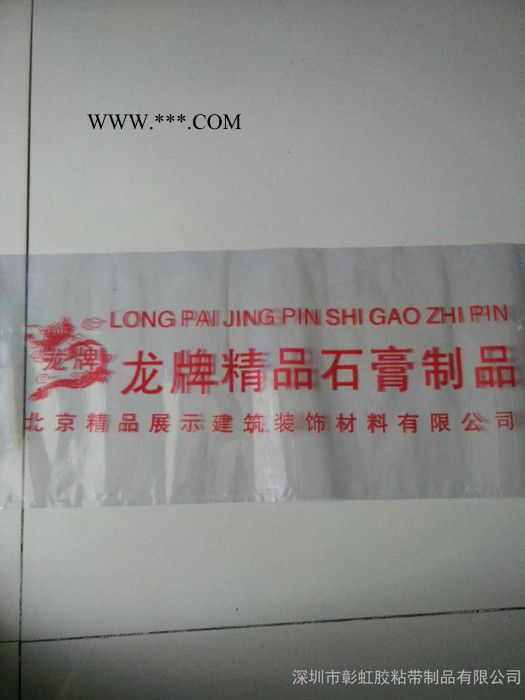 WWW.***.COM
LONG PAI JING PIN SHI GAO ZHI PIN
龙牌
龙牌精品石膏制品
北京精品展示建筑装饰材料有限公司
深圳市彰虹胶粘带制品有限公司